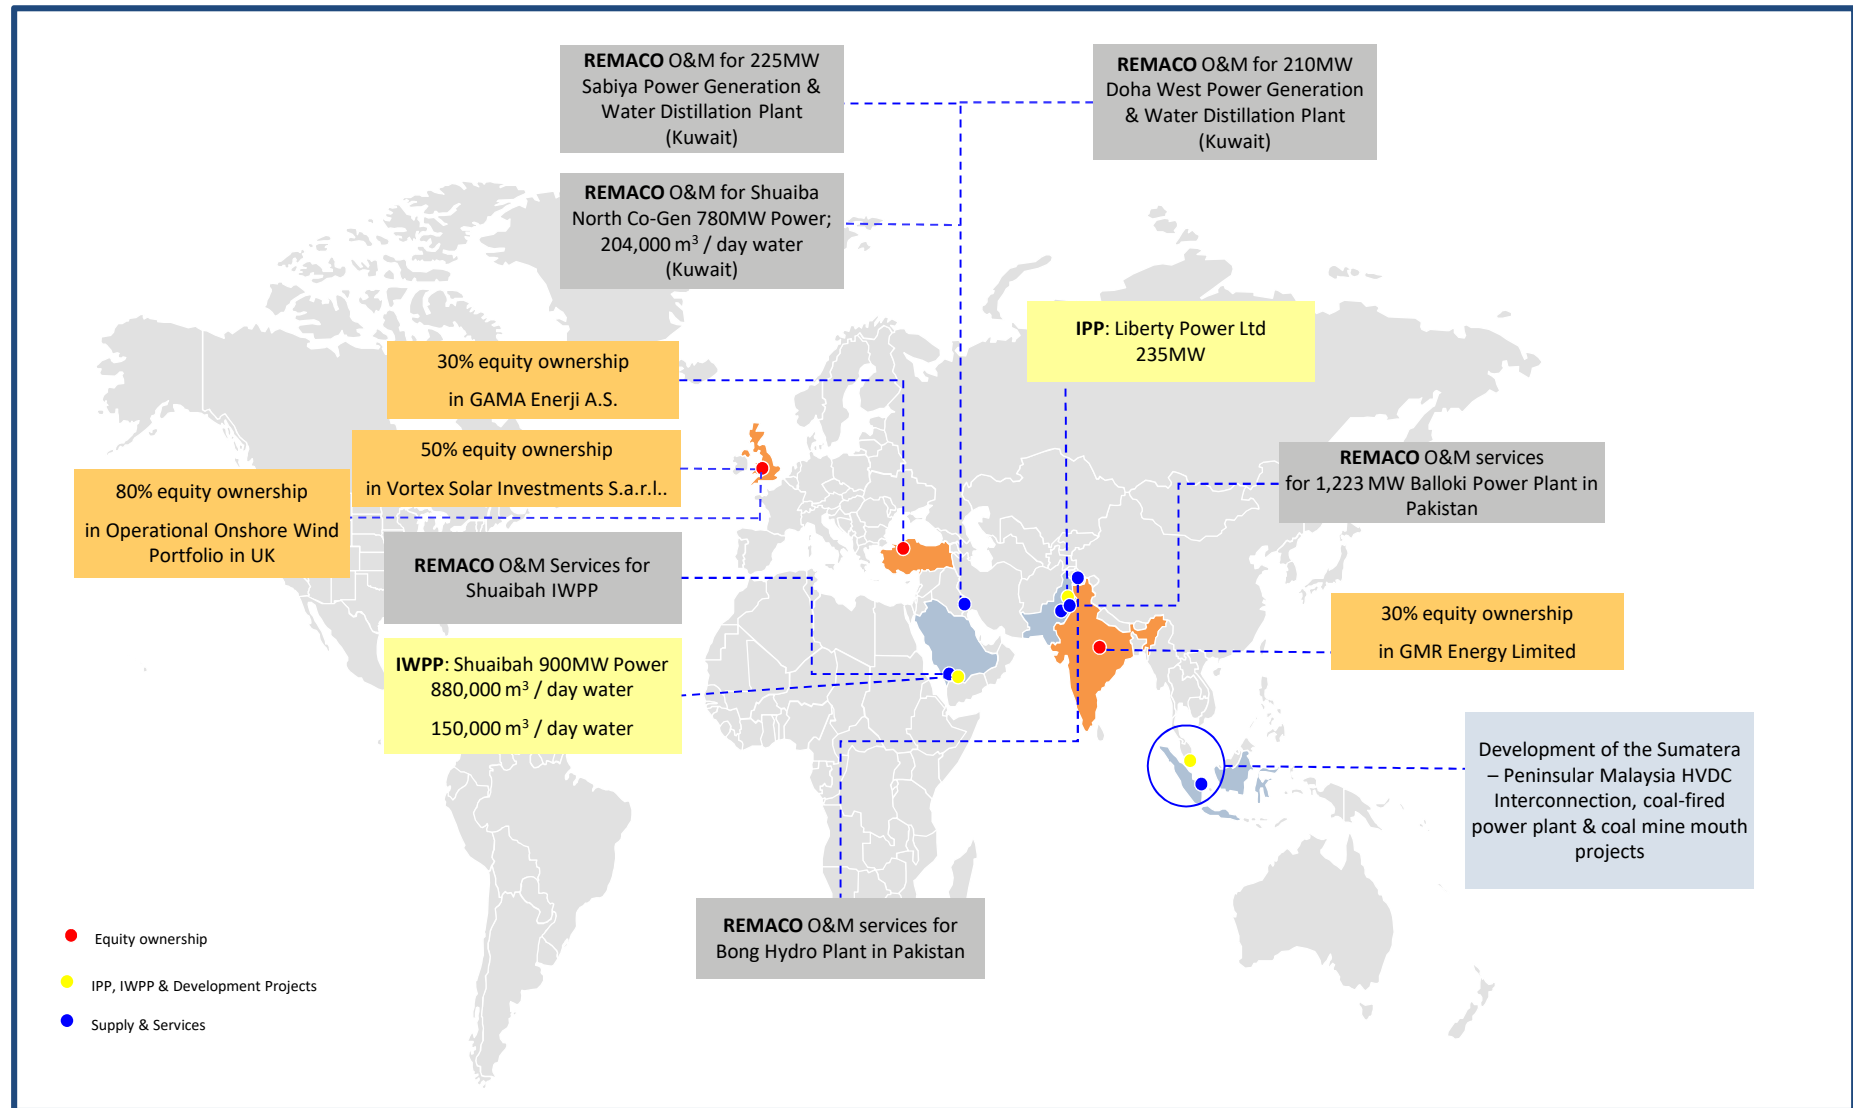 REMACO O&M for 225MW
Sabiya Power Generation &
Water Distillation Plant
(Kuwait)
REMACO O&M for 210MW
Doha West Power Generation
& Water Distillation Plant
(Kuwait)
REMACO O&M for Shuaiba
North Co-Gen 780MW Power;
204,000 m³ / day water
(Kuwait)
IPP: Liberty Power Ltd
235MW
30% equity ownership
in GAMA Enerji A.S.
50% equity ownership
in Vortex Solar Investments S.a.r.l..
80% equity ownership
in Operational Onshore Wind
Portfolio in UK
REMACO O&M services
for 1,223 MW Balloki Power Plant in
Pakistan
REMACO O&M Services for
Shuaibah IWPP
30% equity ownership
in GMR Energy Limited
IWPP: Shuaibah 900MW Power
880,000 m³ / day water
150,000 m³ / day water
Development of the Sumatera
– Peninsular Malaysia HVDC
Interconnection, coal-fired
power plant & coal mine mouth
projects
REMACO O&M services for
Bong Hydro Plant in Pakistan
Equity ownership
IPP, IWPP & Development Projects
Supply & Services